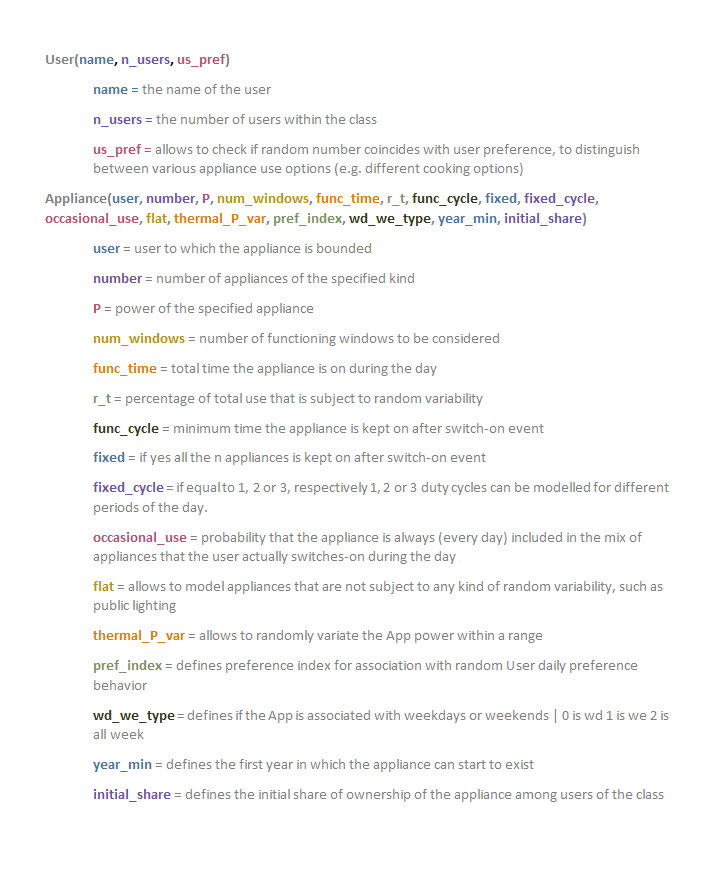 User(name, n_users, us_pref)
name = the name of the user
n_users = the number of users within the class
us_pref = allows to check if random number coincides with user preference, to distinguish
between various appliance use options (e.g. different cooking options)
Appliance(user, number, P, num_windows, func_time, r_t, func_cycle, fixed, fixed_cycle,
occasional_use, flat, thermal_P_var, pref_index, wd_we_type, year_min, initial_share)
user = user to which the appliance is bounded
number = number of appliances of the specified kind
P = power of the specified appliance
num_windows = number of functioning windows to be considered
func_time = total time the appliance is on during the day
r_t = percentage of total use that is subject to random variability
func_cycle = minimum time the appliance is kept on after switch-on event
fixed = if yes all the n appliances is kept on after switch-on event
fixed_cycle = if equal to 1, 2 or 3, respectively 1, 2 or 3 duty cycles can be modelled for different
periods of the day.
occasional_use = probability that the appliance is always (every day) included in the mix of
appliances that the user actually switches-on during the day
flat = allows to model appliances that are not subject to any kind of random variability, such as
public lighting
thermal_P_var = allows to randomly variate the App power within a range
pref_index = defines preference index for association with random User daily preference
behavior
wd_we_type = defines if the App is associated with weekdays or weekends | 0 is wd 1 is we 2 is
all week
year_min = defines the first year in which the appliance can start to exist
initial_share = defines the initial share of ownership of the appliance among users of the class